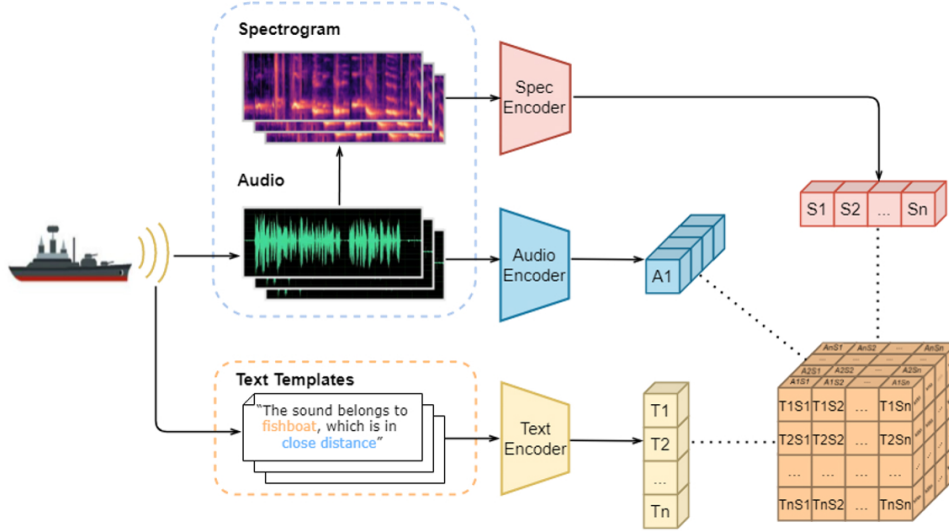 Spectrogram
Spec
Encoder
S1 S2 ... Sn
Audio
Audio
Encoder
A1
Text Templates
“The sound belongs to
fishboat, which is in
close distance”
Text
Encoder
T1
T2
...
Tn
AnS1 AnS2 ... AnSn
A2S1 A2S2 ... A2Sn
A1S1 A1S2 ... A1Sn
T1S1 T1S2 ... T1Sn
T2S1 T2S2 ... T2Sn
... ... ... ...
TnS1 TnS2 ... TnSn